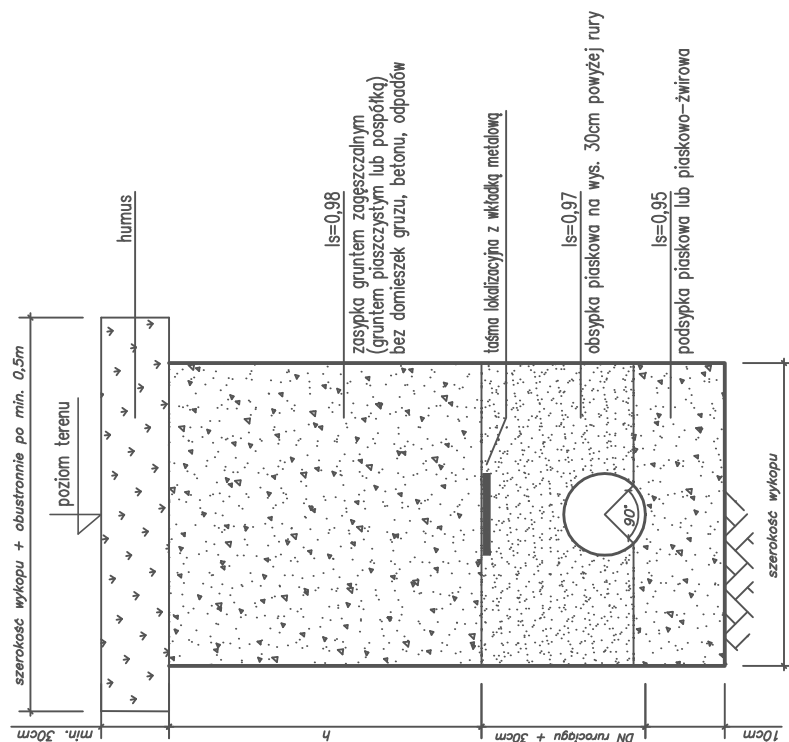 szerokość wykopu + obustronnie po min. 0,5m
poziom terenu
humus
Is=0,98
zasypka gruntem zagęszczalnym
(gruntem piaszczystym lub pospółką)
bez domieszek gruzu, betonu, odpadów
taśma lokalizacyjna z wkładką metalową
Is=0,97
obsypka piaskowa na wys. 30cm powyżej rury
Is=0,95
podsypka piaskowa lub piaskowo-żwirowa
90°
szerokość wykopu
min. 30cm
h
DN rurociągu + 30cm
10cm